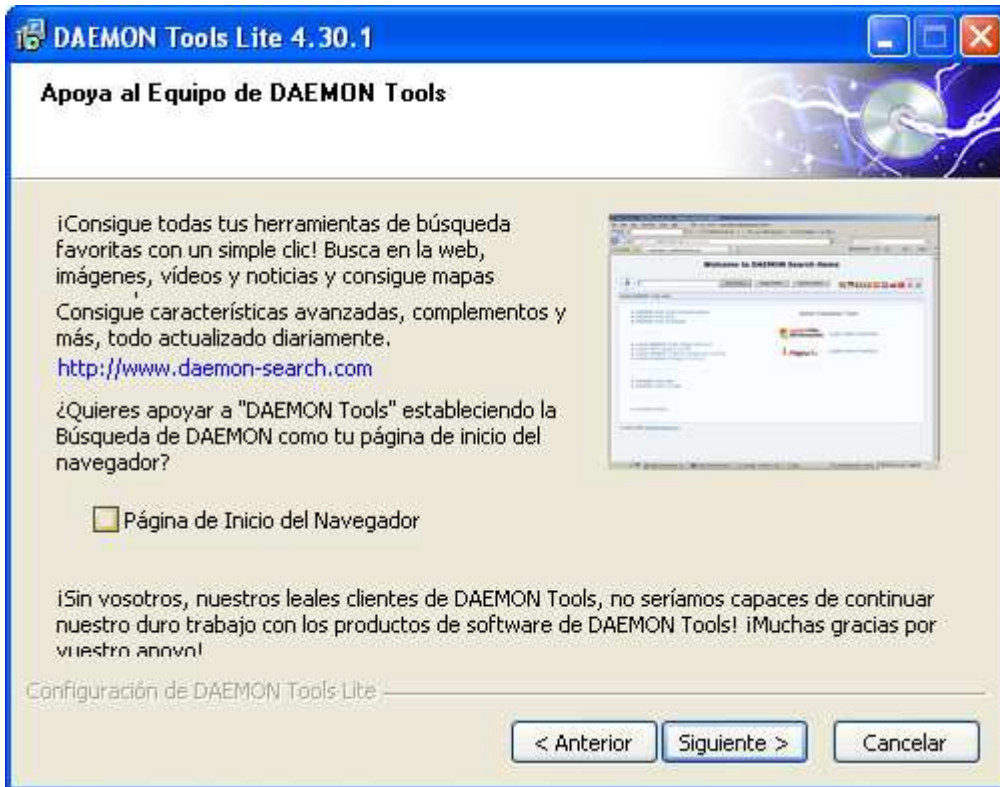 DAEMON Tools Lite 4.30.1
Apoya al Equipo de DAEMON Tools
¡Consigue todas tus herramientas de búsqueda
favoritas con un simple clic! Busca en la web,
imágenes, vídeos y noticias y consigue mapas
Consigue características avanzadas, complementos y
más, todo actualizado diariamente.
http://www.daemon-search.com
¿Quieres apoyar a "DAEMON Tools" estableciendo la
Búsqueda de DAEMON como tu página de inicio del
navegador?
Welcome to DAEMON Search Home
Página de Inicio del Navegador
¡Sin vosotros, nuestros leales clientes de DAEMON Tools, no seríamos capaces de continuar
nuestro duro trabajo con los productos de software de DAEMON Tools! ¡Muchas gracias por
vuestro apoyo!
Configuración de DAEMON Tools Lite
< Anterior
Siguiente >
Cancelar